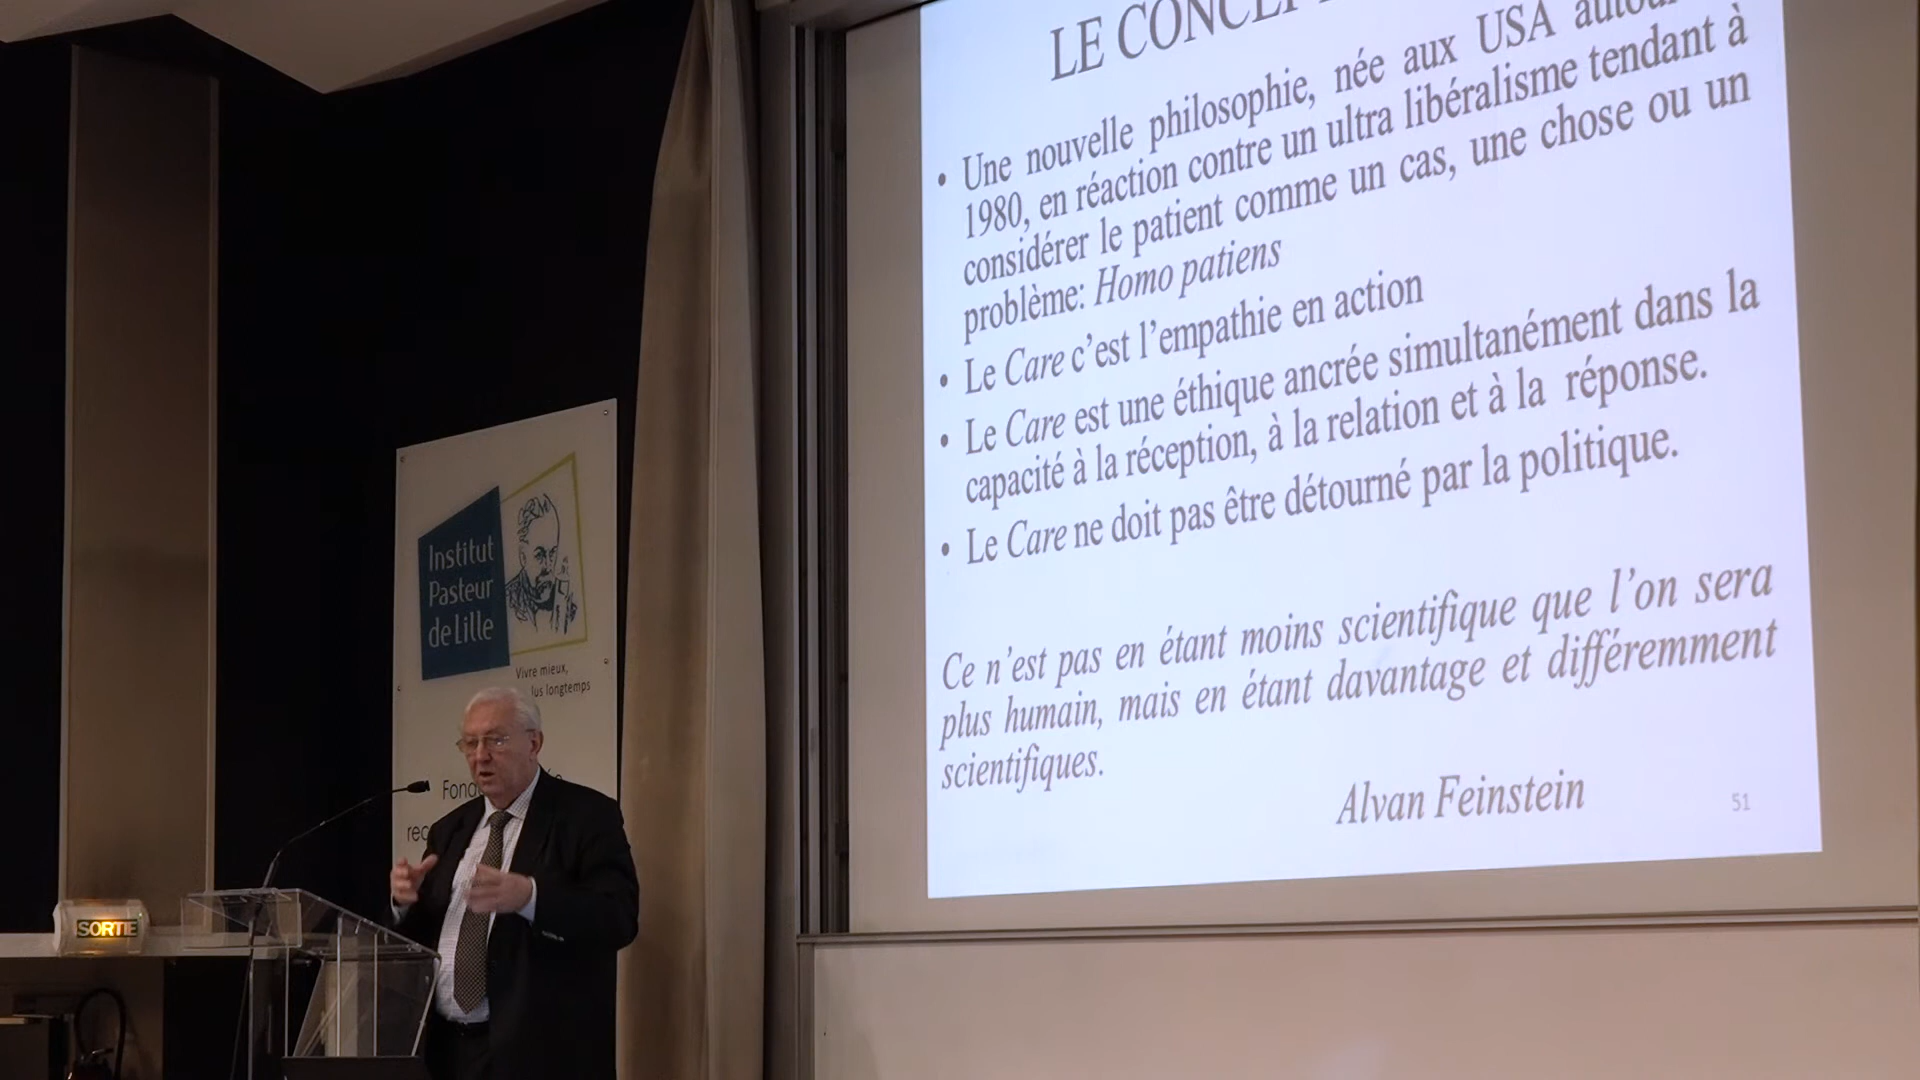 LE CONCEPT
• Une nouvelle philosophie, née aux USA autour
1980, en réaction contre un ultra libéralisme tendant à
considérer le patient comme un cas, une chose ou un
problème: Homo patiens
• Le Care c'est l'empathie en action
• Le Care est une éthique ancrée simultanément dans la
capacité à la réception, à la relation et à la réponse.
• Le Care ne doit pas être détourné par la politique.
Ce n'est pas en étant moins scientifique que l'on sera
plus humain, mais en étant davantage et différemment
scientifiques.
Alvan Feinstein
51
Institut
Pasteur
de Lille
Vivre mieux,
lus longtemps
SORTIE